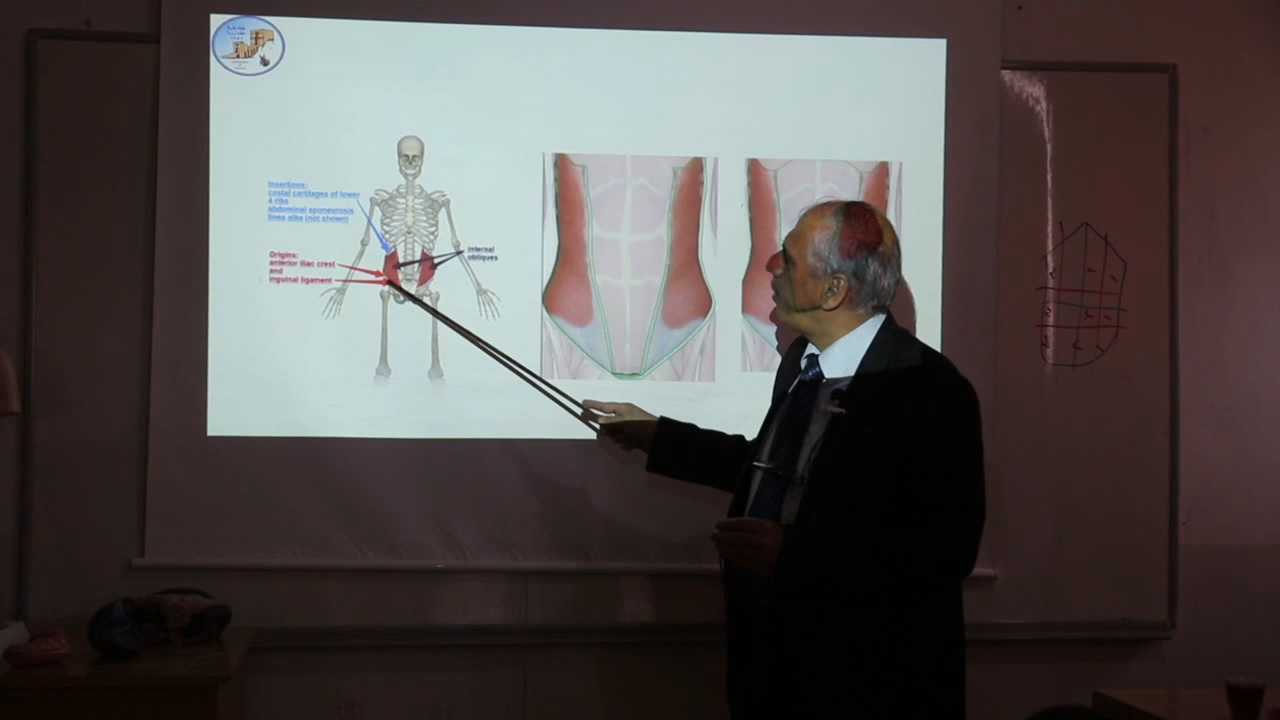 Insertions:
costal cartilages of lower
4 ribs
abdominal aponeurosis
linea alba (not shown)
Origins:
anterior iliac crest
and
inguinal ligament
internal
obliques